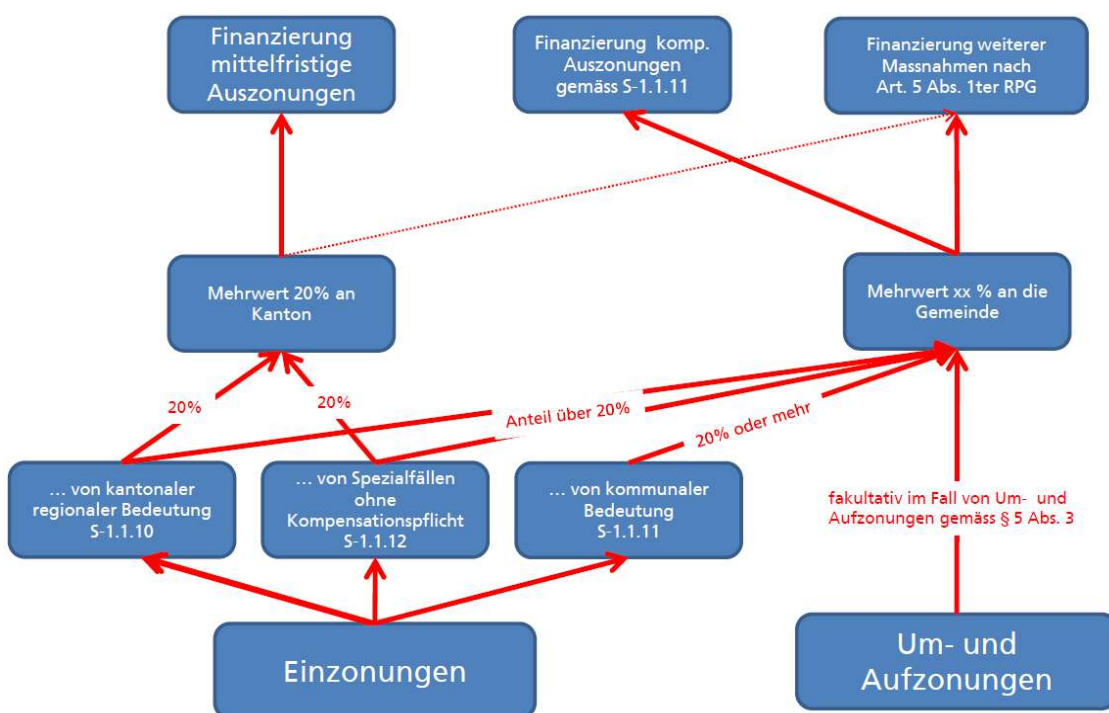 Finanzierung
mittelfristige
Auszonungen
Finanzierung komp.
Auszonungen
gemäss S-1.1.11
Finanzierung weiterer
Massnahmen nach
Art. 5 Abs. 1ter RPG
Mehrwert 20% an
Kanton
Mehrwert xx % an die
Gemeinde
20%
20%
Anteil über 20%
20% oder mehr
... von kantonaler
regionaler Bedeutung
S-1.1.10
... von Spezialfällen
ohne
Kompensationspflicht
S-1.1.12
... von kommunaler
Bedeutung
S-1.1.11
fakultativ im Fall von Um- und
Aufzonungen gemäss § 5 Abs. 3
Einzonungen
Um- und
Aufzonungen